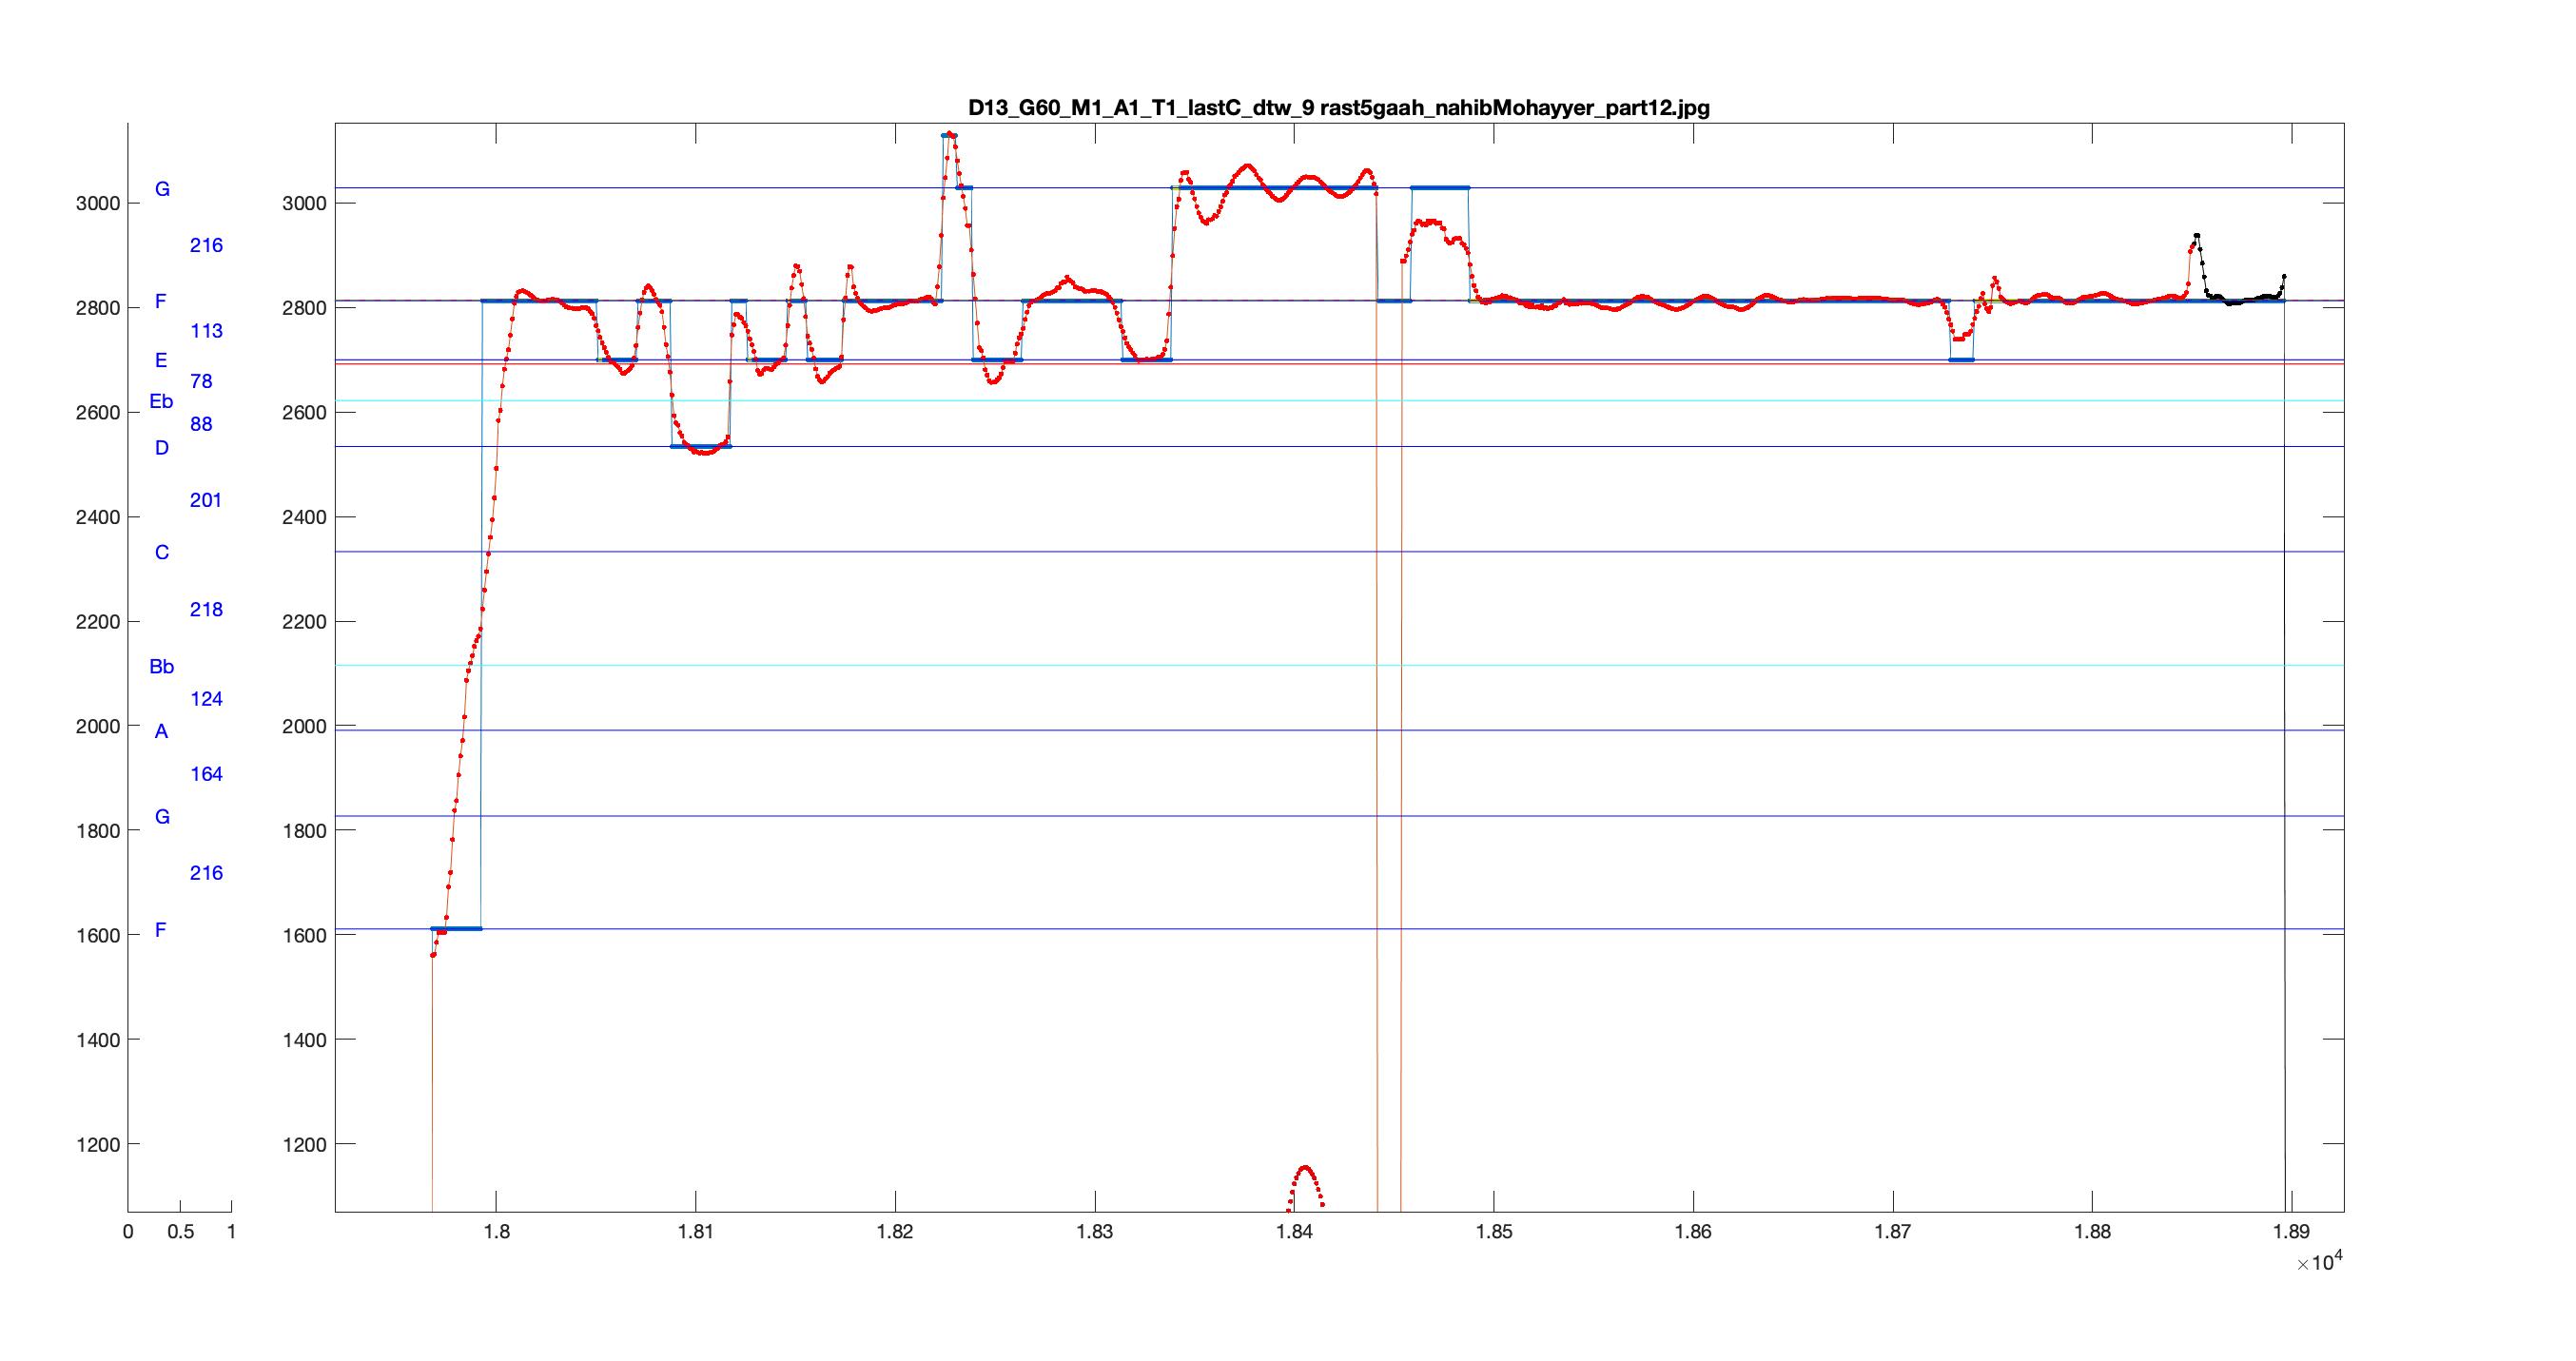 D13_G60_M1_A1_T1_lastC_dtw_9 rast5gaah_nahibMohayyer_part12.jpg
G
3000 3000
216
F
2800 2800
113
E
78
Eb
2600 2600
88
D
201
2400 2400
C
218
2200 2200
Bb
124
2000 A 2000
164
G
1800 1800
216
F
1600 1600
1400 1400
1200 1200
0 0.5 1 1.8 1.81 1.82 1.83 1.84 1.85 1.86 1.87 1.88 1.89
×10⁴